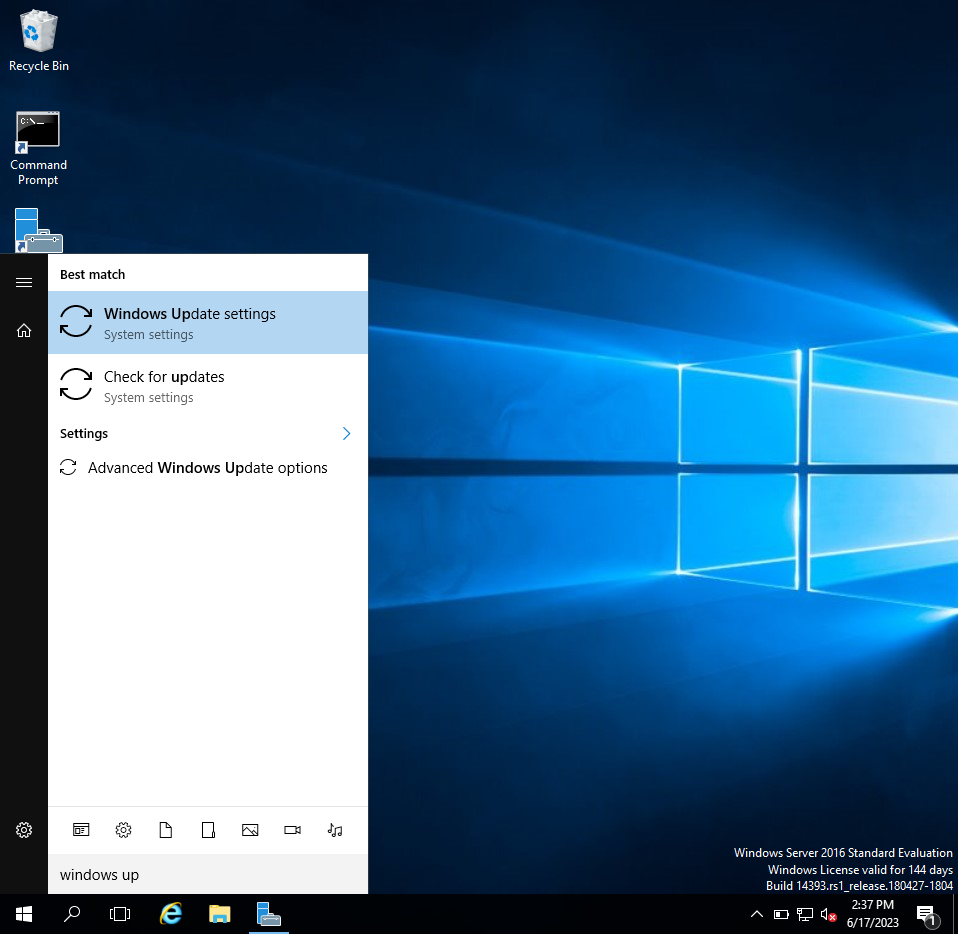 Recycle Bin
C:\_
Command
Prompt
Best match
Windows Update settings
System settings
Check for updates
System settings
Settings
Advanced Windows Update options
windows up
Windows Server 2016 Standard Evaluation
Windows License valid for 144 days
Build 14393.rs1_release.180427-1804
2:37 PM
6/17/2023
1